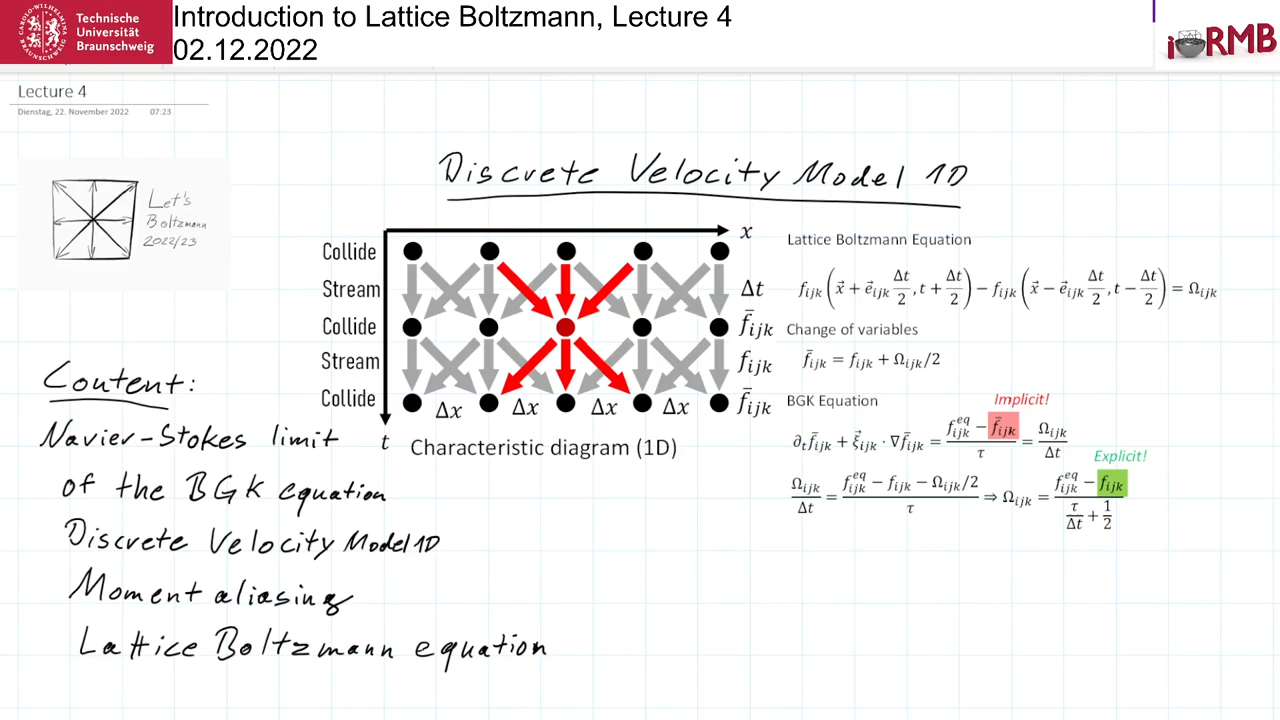 Technische
Universität
Braunschweig
CAROLO-WILHELMINA
BRAUNSCHWEIG
Introduction to Lattice Boltzmann, Lecture 4
02.12.2022
iRMB
Lecture 4
Dienstag, 22. November 2022 07:23
Let's
Boltzmann
2022/23
Discrete Velocity Model 1D
x
Collide
Stream Δt
Collide f̄ᵢⱼₖ
Stream fᵢⱼₖ
Collide f̄ᵢⱼₖ
Δx Δx Δx Δx
t
Characteristic diagram (1D)
Lattice Boltzmann Equation
fᵢⱼₖ(x⃗ + e⃗ᵢⱼₖ Δt/2, t + Δt/2) − fᵢⱼₖ(x⃗ − e⃗ᵢⱼₖ Δt/2, t − Δt/2) = Ωᵢⱼₖ
Change of variables
f̄ᵢⱼₖ = fᵢⱼₖ + Ωᵢⱼₖ/2
BGK Equation
Implicit!
∂ₜf̄ᵢⱼₖ + ξ⃗ᵢⱼₖ · ∇f̄ᵢⱼₖ = (fᵢⱼₖ^eq − f̄ᵢⱼₖ)/τ = Ωᵢⱼₖ/Δt
Explicit!
Ωᵢⱼₖ/Δt = (fᵢⱼₖ^eq − fᵢⱼₖ − Ωᵢⱼₖ/2)/τ ⇒ Ωᵢⱼₖ = (fᵢⱼₖ^eq − fᵢⱼₖ)/(τ/Δt + 1/2)
Content:
Navier-Stokes limit
of the BGK equation
Discrete Velocity Model 1D
Moment aliasing
Lattice Boltzmann equation